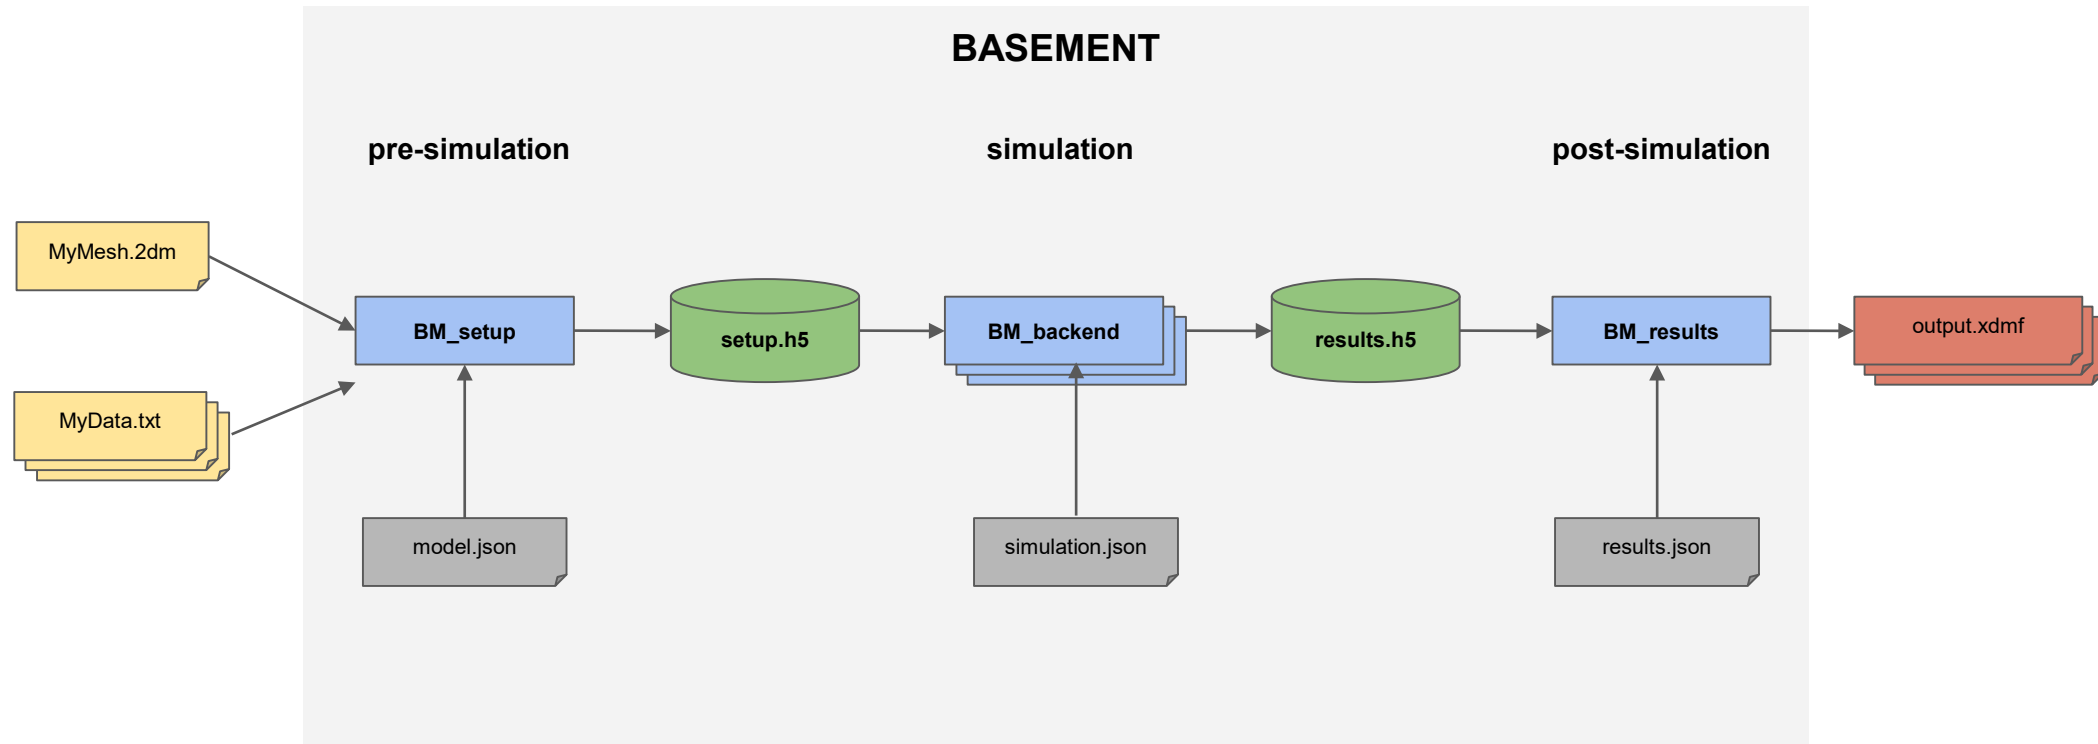 BASEMENT
pre-simulation
simulation
post-simulation
MyMesh.2dm
BM_setup
setup.h5
BM_backend
results.h5
BM_results
output.xdmf
MyData.txt
model.json
simulation.json
results.json